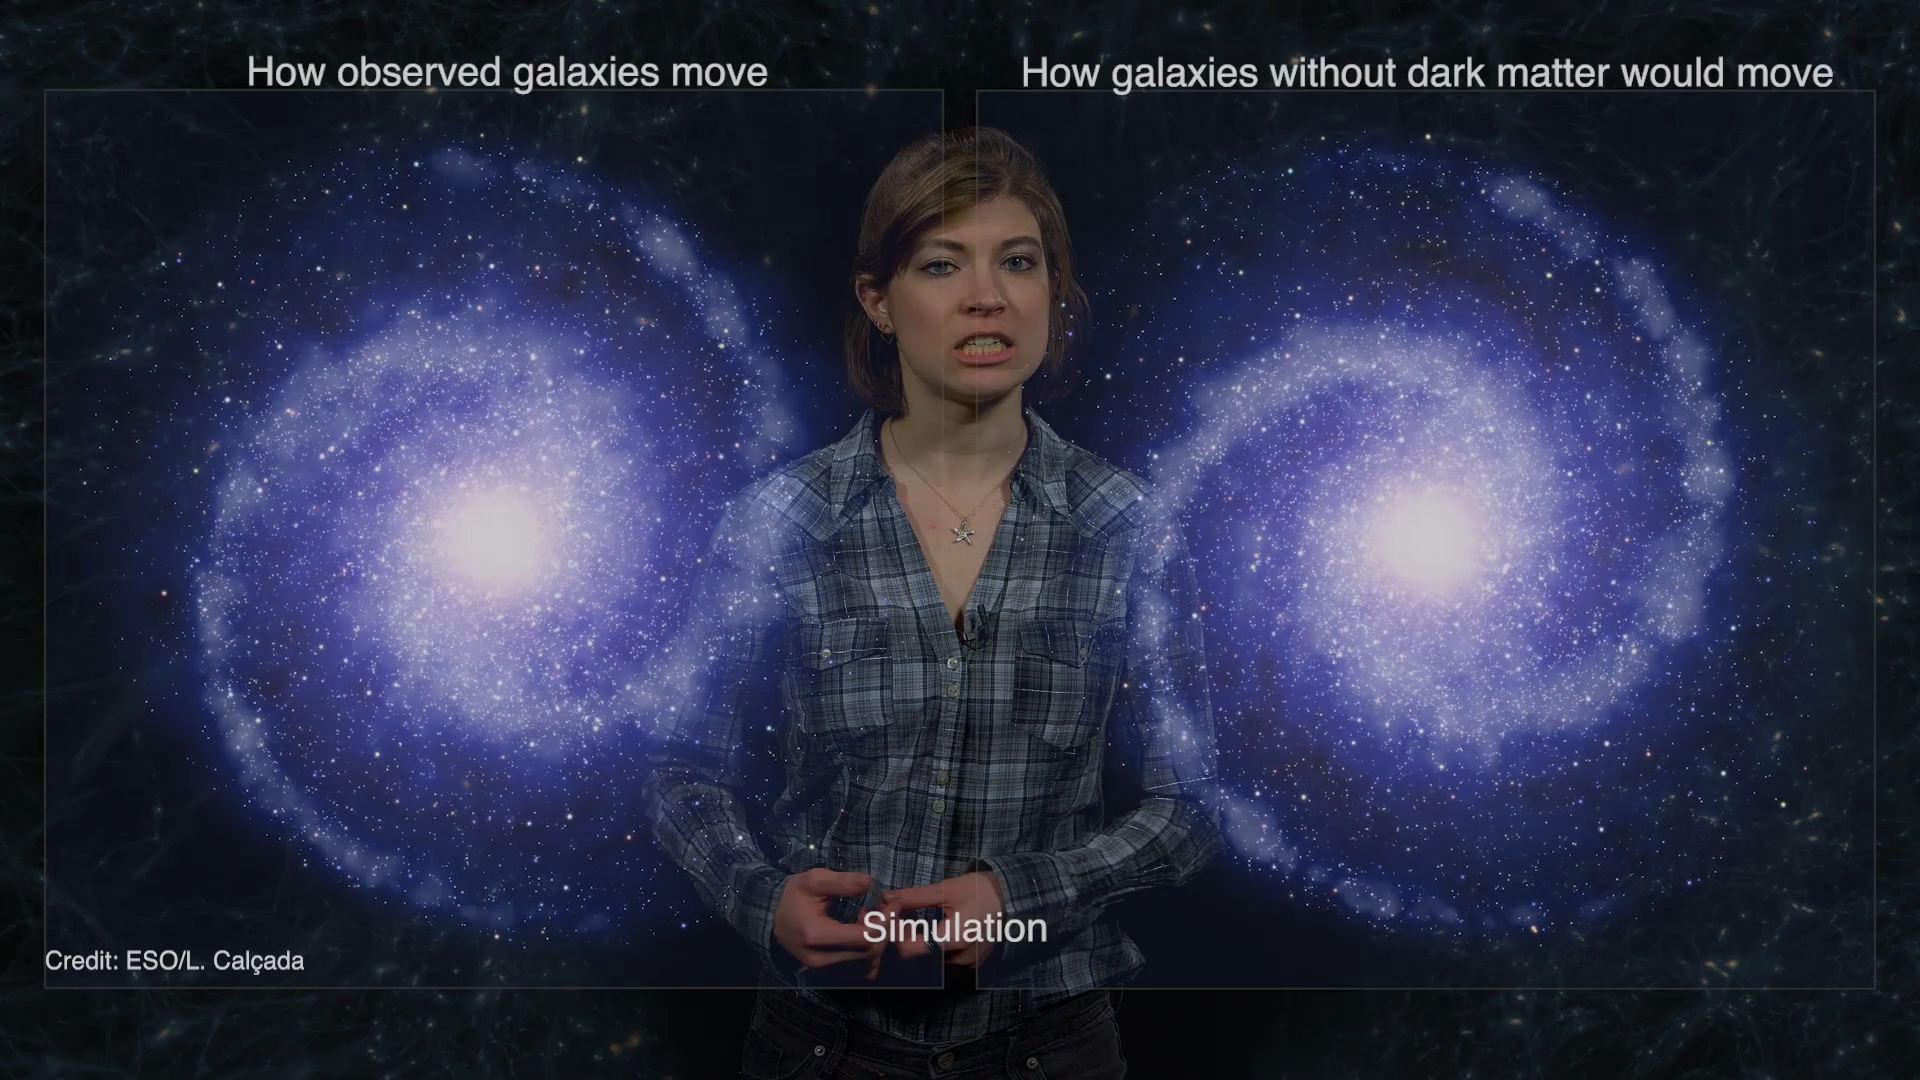 How observed galaxies move
How galaxies without dark matter would move
Simulation
Credit: ESO/L. Calçada